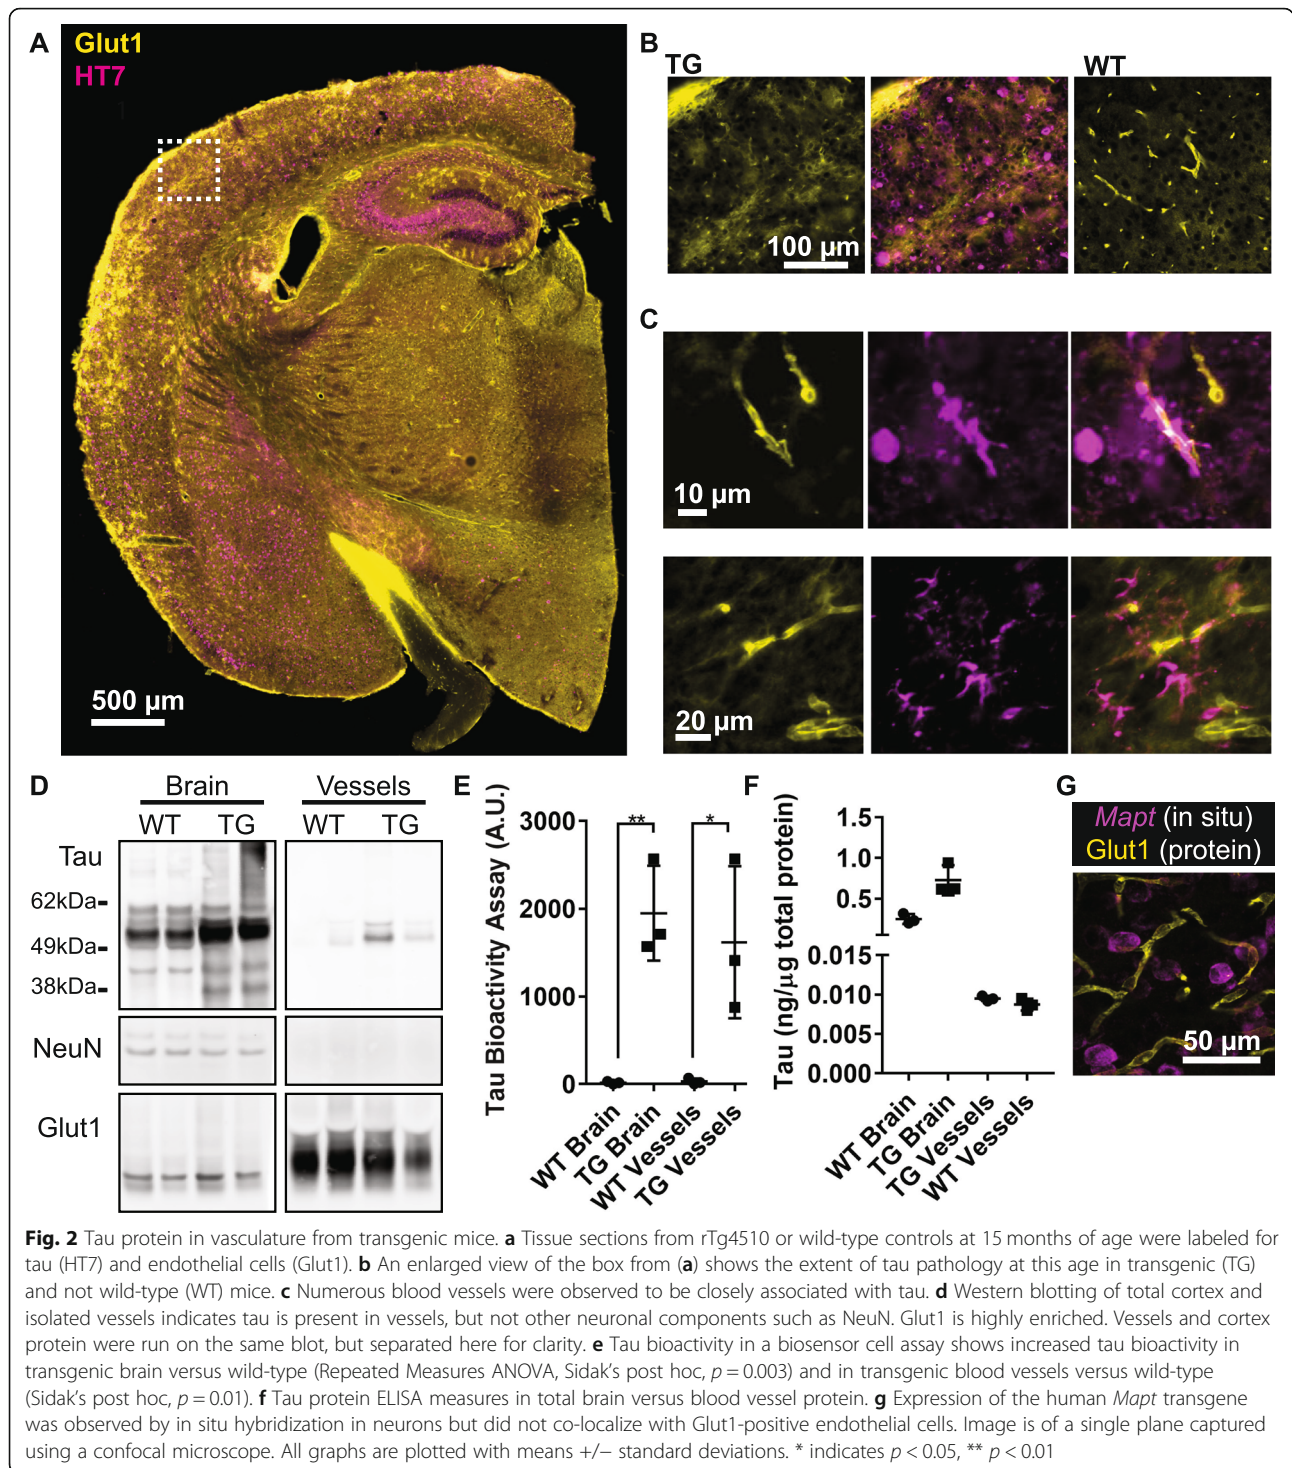 A
Glut1
HT7
500 µm
B
TG
WT
100 µm
C
10 µm
20 µm
D
Brain
Vessels
WT TG WT TG
Tau
62kDa-
49kDa-
38kDa-
NeuN
Glut1
E
Tau Bioactivity Assay (A.U.)
3000
2000
1000
0
**
*
WT Brain
TG Brain
WT Vessels
TG Vessels
F
Tau (ng/µg total protein)
1.5
1.0
0.5
0.015
0.010
0.005
0.000
WT Brain
TG Brain
TG Vessels
WT Vessels
G
Mapt (in situ)
Glut1 (protein)
50 µm
Fig. 2 Tau protein in vasculature from transgenic mice. a Tissue sections from rTg4510 or wild-type controls at 15 months of age were labeled for
tau (HT7) and endothelial cells (Glut1). b An enlarged view of the box from (a) shows the extent of tau pathology at this age in transgenic (TG)
and not wild-type (WT) mice. c Numerous blood vessels were observed to be closely associated with tau. d Western blotting of total cortex and
isolated vessels indicates tau is present in vessels, but not other neuronal components such as NeuN. Glut1 is highly enriched. Vessels and cortex
protein were run on the same blot, but separated here for clarity. e Tau bioactivity in a biosensor cell assay shows increased tau bioactivity in
transgenic brain versus wild-type (Repeated Measures ANOVA, Sidak's post hoc, p = 0.003) and in transgenic blood vessels versus wild-type
(Sidak's post hoc, p = 0.01). f Tau protein ELISA measures in total brain versus blood vessel protein. g Expression of the human Mapt transgene
was observed by in situ hybridization in neurons but did not co-localize with Glut1-positive endothelial cells. Image is of a single plane captured
using a confocal microscope. All graphs are plotted with means +/− standard deviations. * indicates p < 0.05, ** p < 0.01